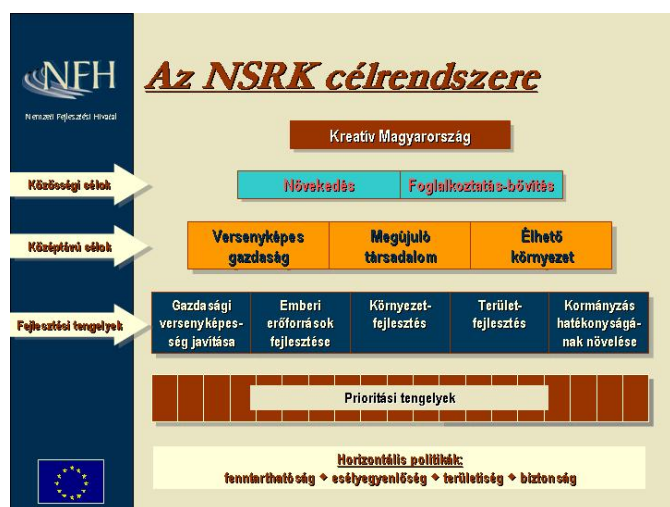 NFH
Nemzeti Fejlesztési Hivatal
Az NSRK célrendszere
Kreatív Magyarország
Közösségi célok
Növekedés
Foglalkoztatás-bővítés
Középtávú célok
Versenyképes
gazdaság
Megújuló
társadalom
Élhető
környezet
Fejlesztési tengelyek
Gazdasági
versenyképes-
ség javítása
Emberi
erőforrások
fejlesztése
Környezet-
fejlesztés
Terület-
fejlesztés
Kormányzás
hatékonyságá-
nak növelése
Prioritási tengelyek
Horizontális politikák:
fenntarthatóság ♦ esélyegyenlőség ♦ területiség ♦ biztonság